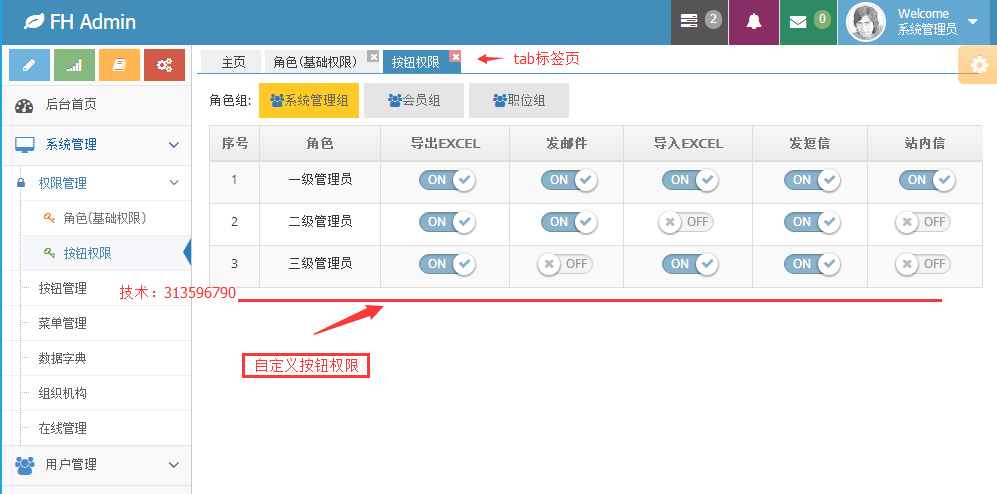 FH Admin
2
5
Welcome
系统管理员
主页
角色(基础权限)
按钮权限
tab标签页
后台首页
系统管理
权限管理
角色(基础权限)
按钮权限
按钮管理
菜单管理
数据字典
组织机构
在线管理
用户管理
角色组:
系统管理组
会员组
职位组
序号 角色 导出EXCEL 发邮件 导入EXCEL 发短信 站内信
1 一级管理员 ON ON ON ON ON
2 二级管理员 ON ON OFF ON OFF
3 三级管理员 ON OFF ON ON OFF
技术：313596790
自定义按钮权限